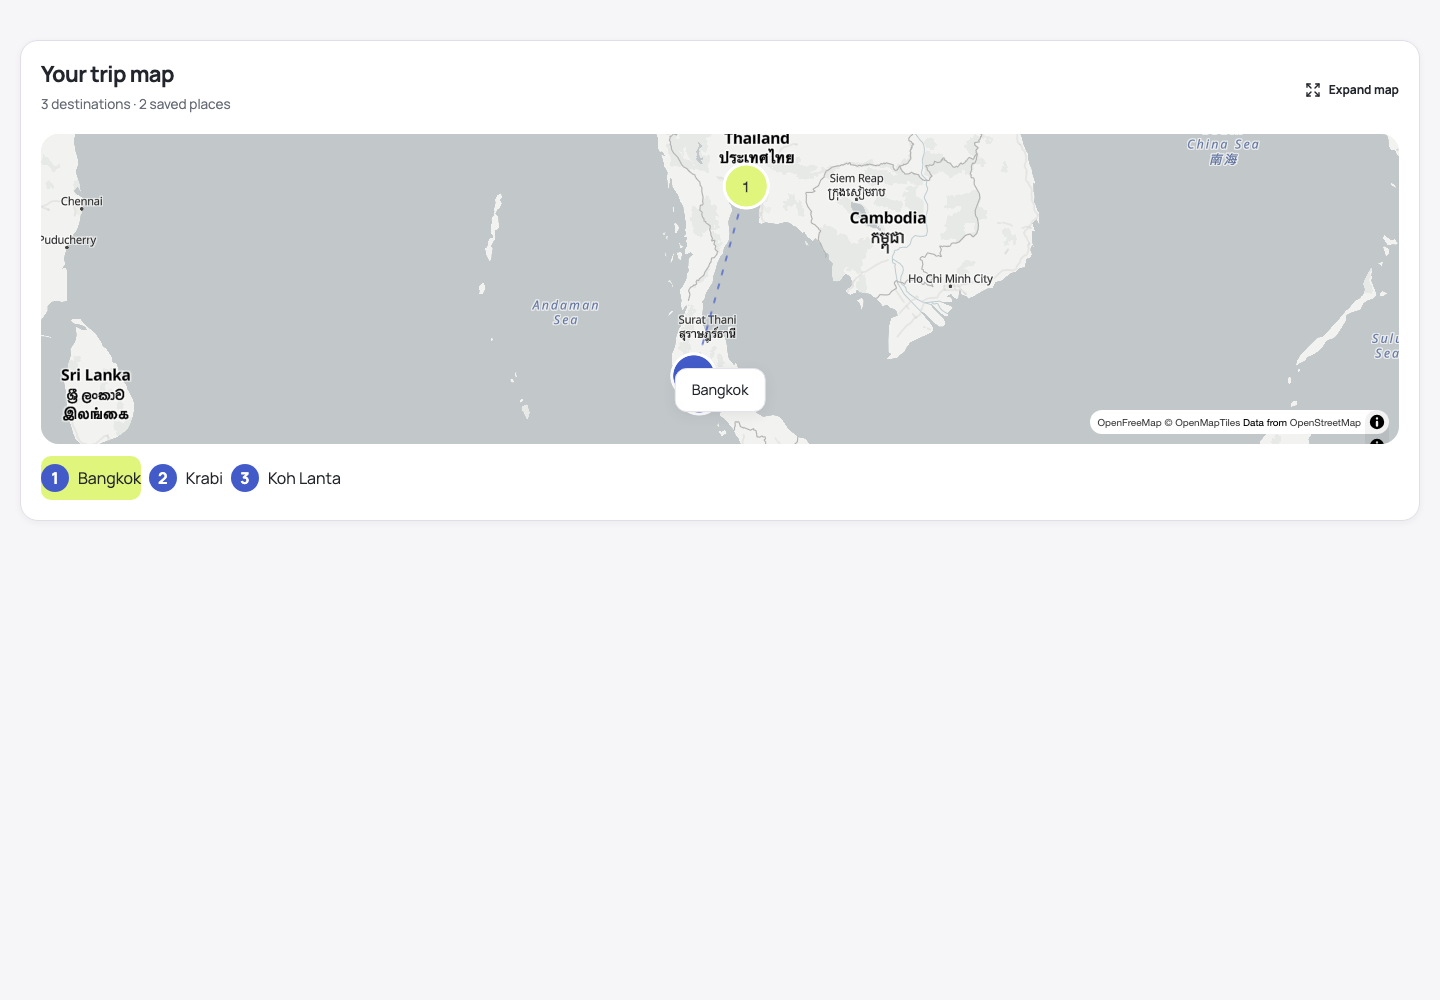 Your trip map
3 destinations · 2 saved places
Expand map
Thailand
ประเทศไทย
China Sea
南海
1
Siem Reap
ក្រុងសៀមរាប
Chennai
Cambodia
កម្ពុជា
Puducherry
Ho Chi Minh City
Andaman
Sea
Surat Thani
สุราษฎร์ธานี
Sulu
Sea
Sri Lanka
ශ්‍රී ලංකාව
இலங்கை
Bangkok
OpenFreeMap © OpenMapTiles Data from OpenStreetMap
1 Bangkok 2 Krabi 3 Koh Lanta